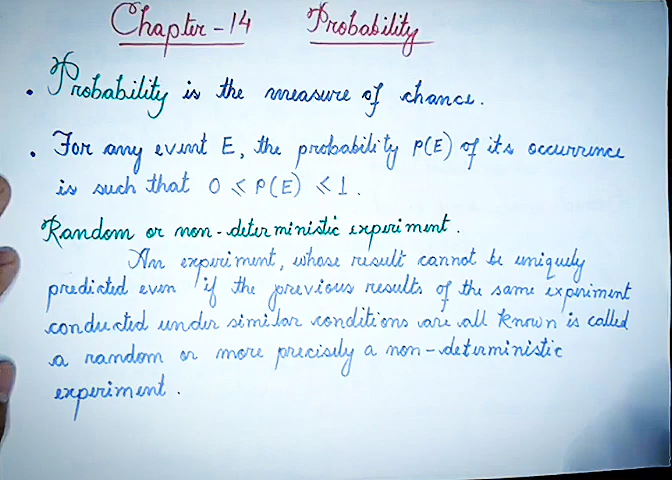 Chapter - 14 Probability
• Probability is the measure of chance.
• For any event E, the probability P(E) of its occurrence
is such that 0 ⩽ P(E) ⩽ 1.
Random or non-deterministic experiment.
An experiment, whose result cannot be uniquely
predicted even if the previous results of the same experiment
conducted under similar conditions are all known is called
a random or more precisely a non-deterministic
experiment.